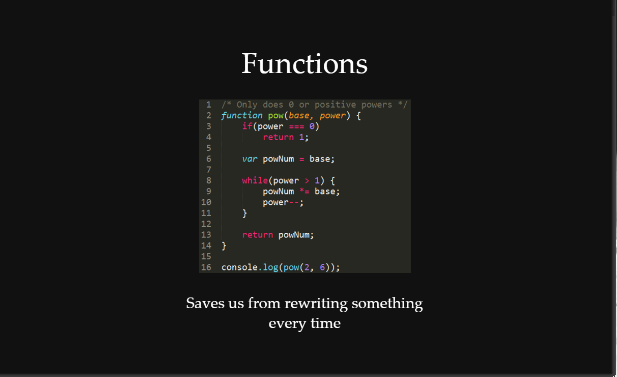 Functions
1 /* Only does 0 or positive powers */
2 function pow(base, power) {
3 if(power === 0)
4 return 1;
5
6 var powNum = base;
7
8 while(power > 1) {
9 powNum *= base;
10 power--;
11 }
12
13 return powNum;
14 }
15
16 console.log(pow(2, 6));
Saves us from rewriting something
every time